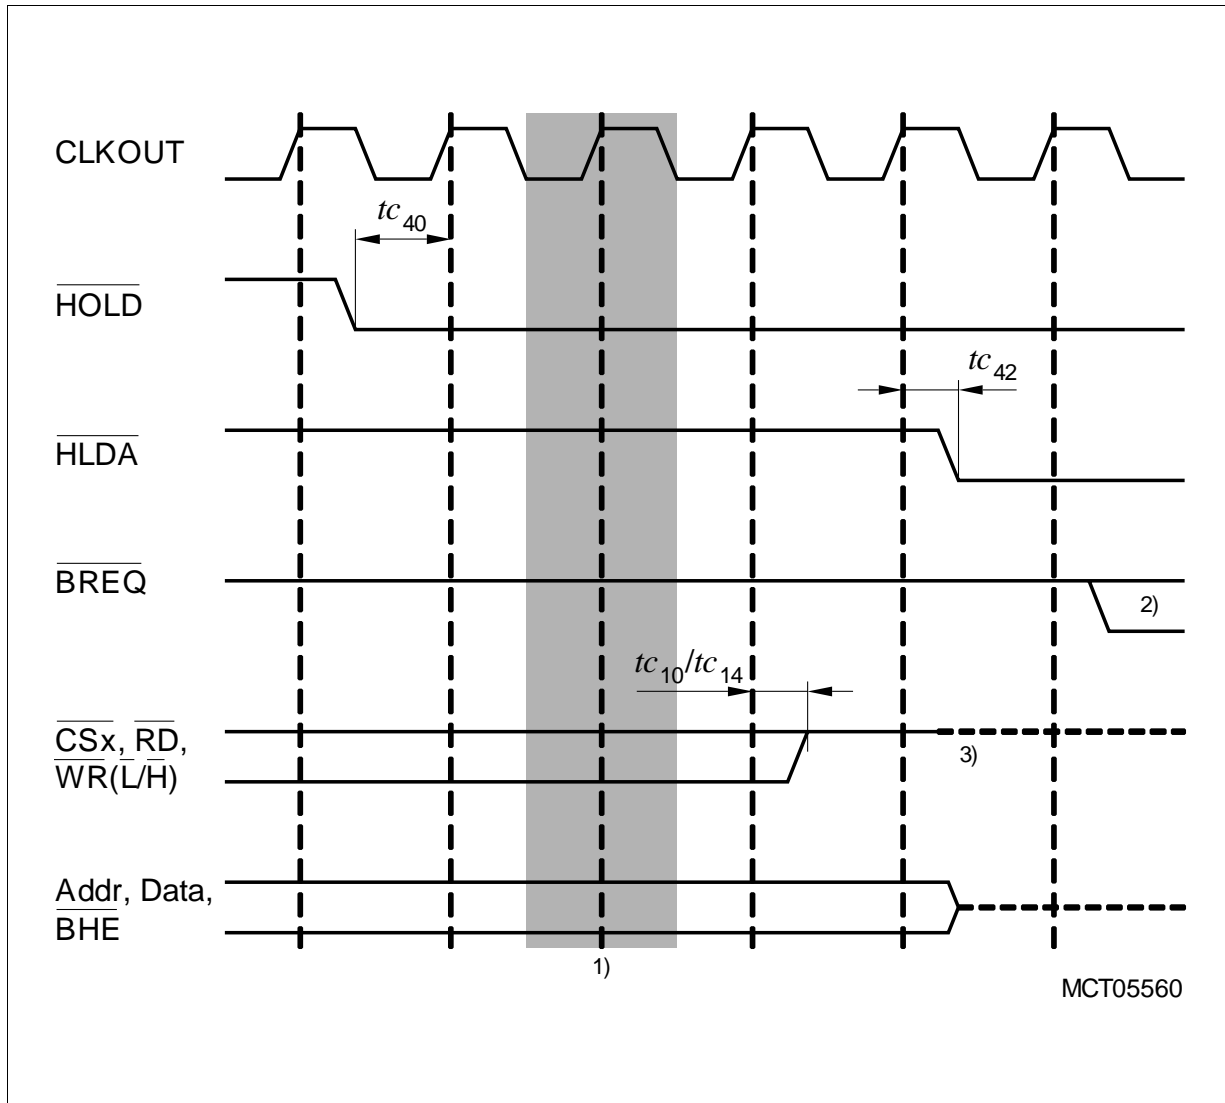 CLKOUT
tc40
HOLD
tc42
HLDA
BREQ
2)
tc10/tc14
CSx, RD,
WR(L/H)
3)
Addr, Data,
BHE
1)
MCT05560